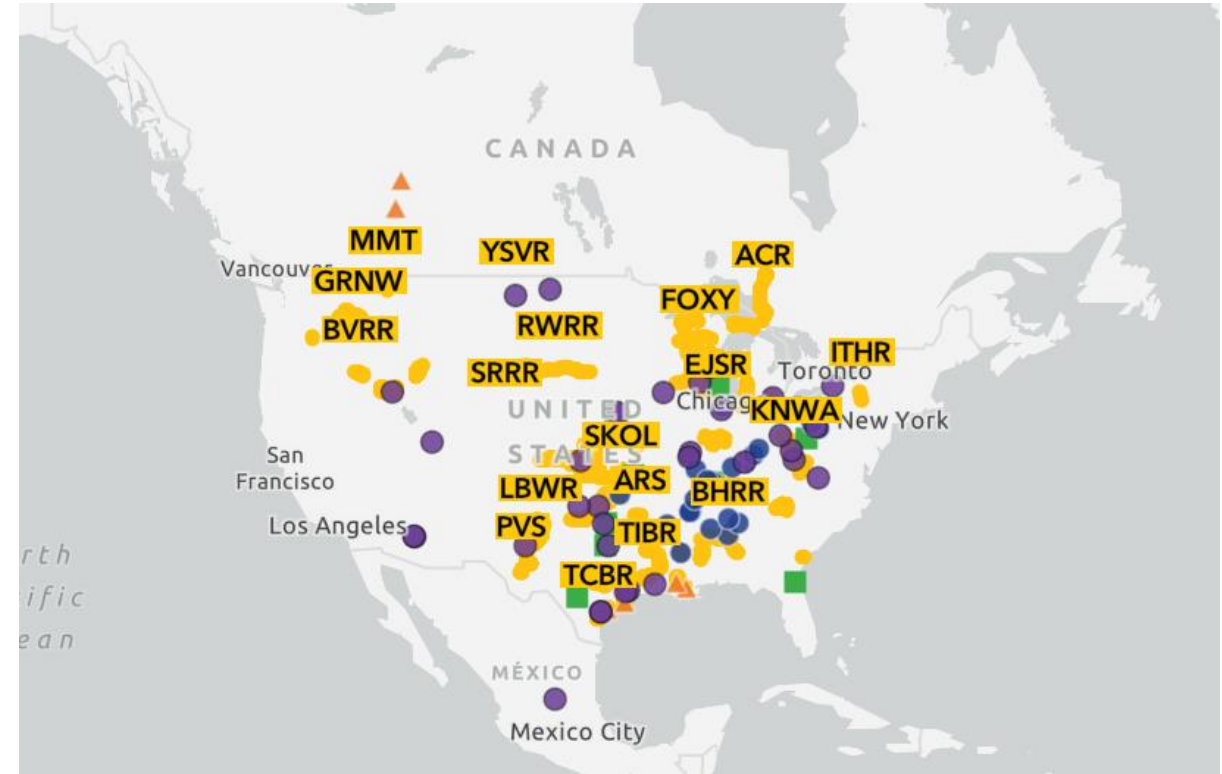 CANADA
MMT
YSVR
ACR
Vancouver
GRNW
FOXY
BVRR
RWRR
ITHR
EJSR
Toronto
SRRR
Chicag
UNITED
KNWA
New York
SKOL
STATES
San
Francisco
ARS
LBWR
BHRR
Los Angeles
PVS
TIBR
rth
ific
ean
TCBR
MÉXICO
Mexico City